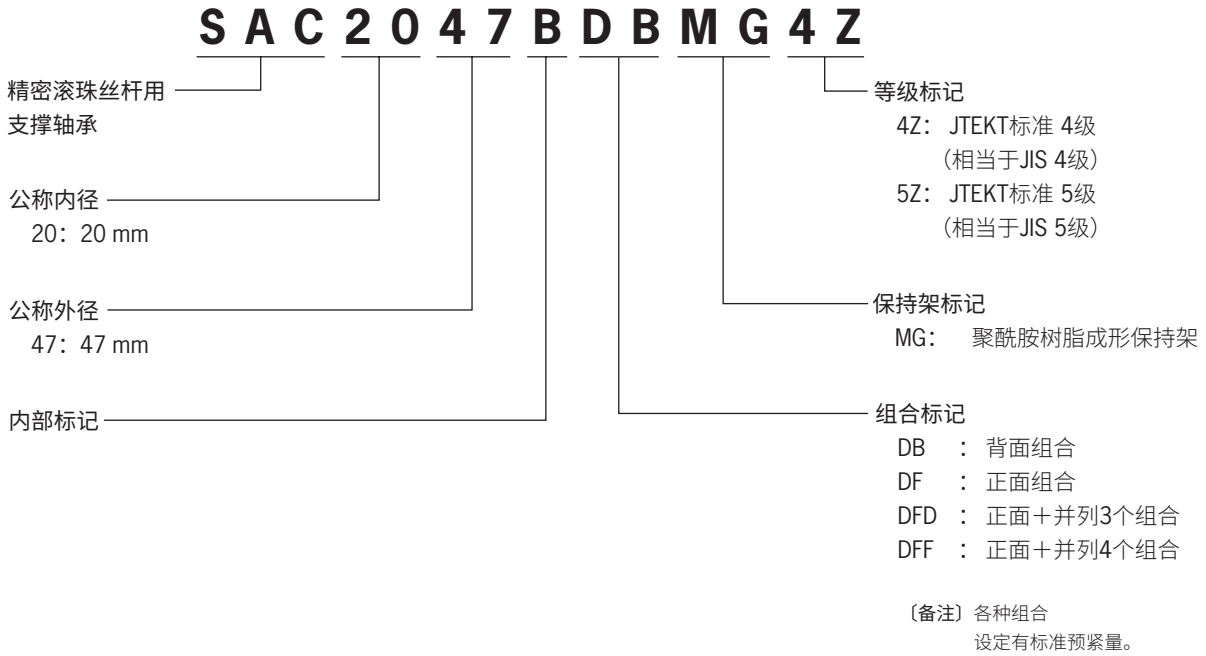 SAC2047BDBMG4Z
精密滚珠丝杆用
支撑轴承
公称内径
20：20 mm
公称外径
47：47 mm
内部标记
等级标记
4Z： JTEKT标准 4级
（相当于JIS 4级）
5Z： JTEKT标准 5级
（相当于JIS 5级）
保持架标记
MG： 聚酰胺树脂成形保持架
组合标记
DB ： 背面组合
DF ： 正面组合
DFD ： 正面＋并列3个组合
DFF ： 正面＋并列4个组合
〔备注〕各种组合
设定有标准预紧量。